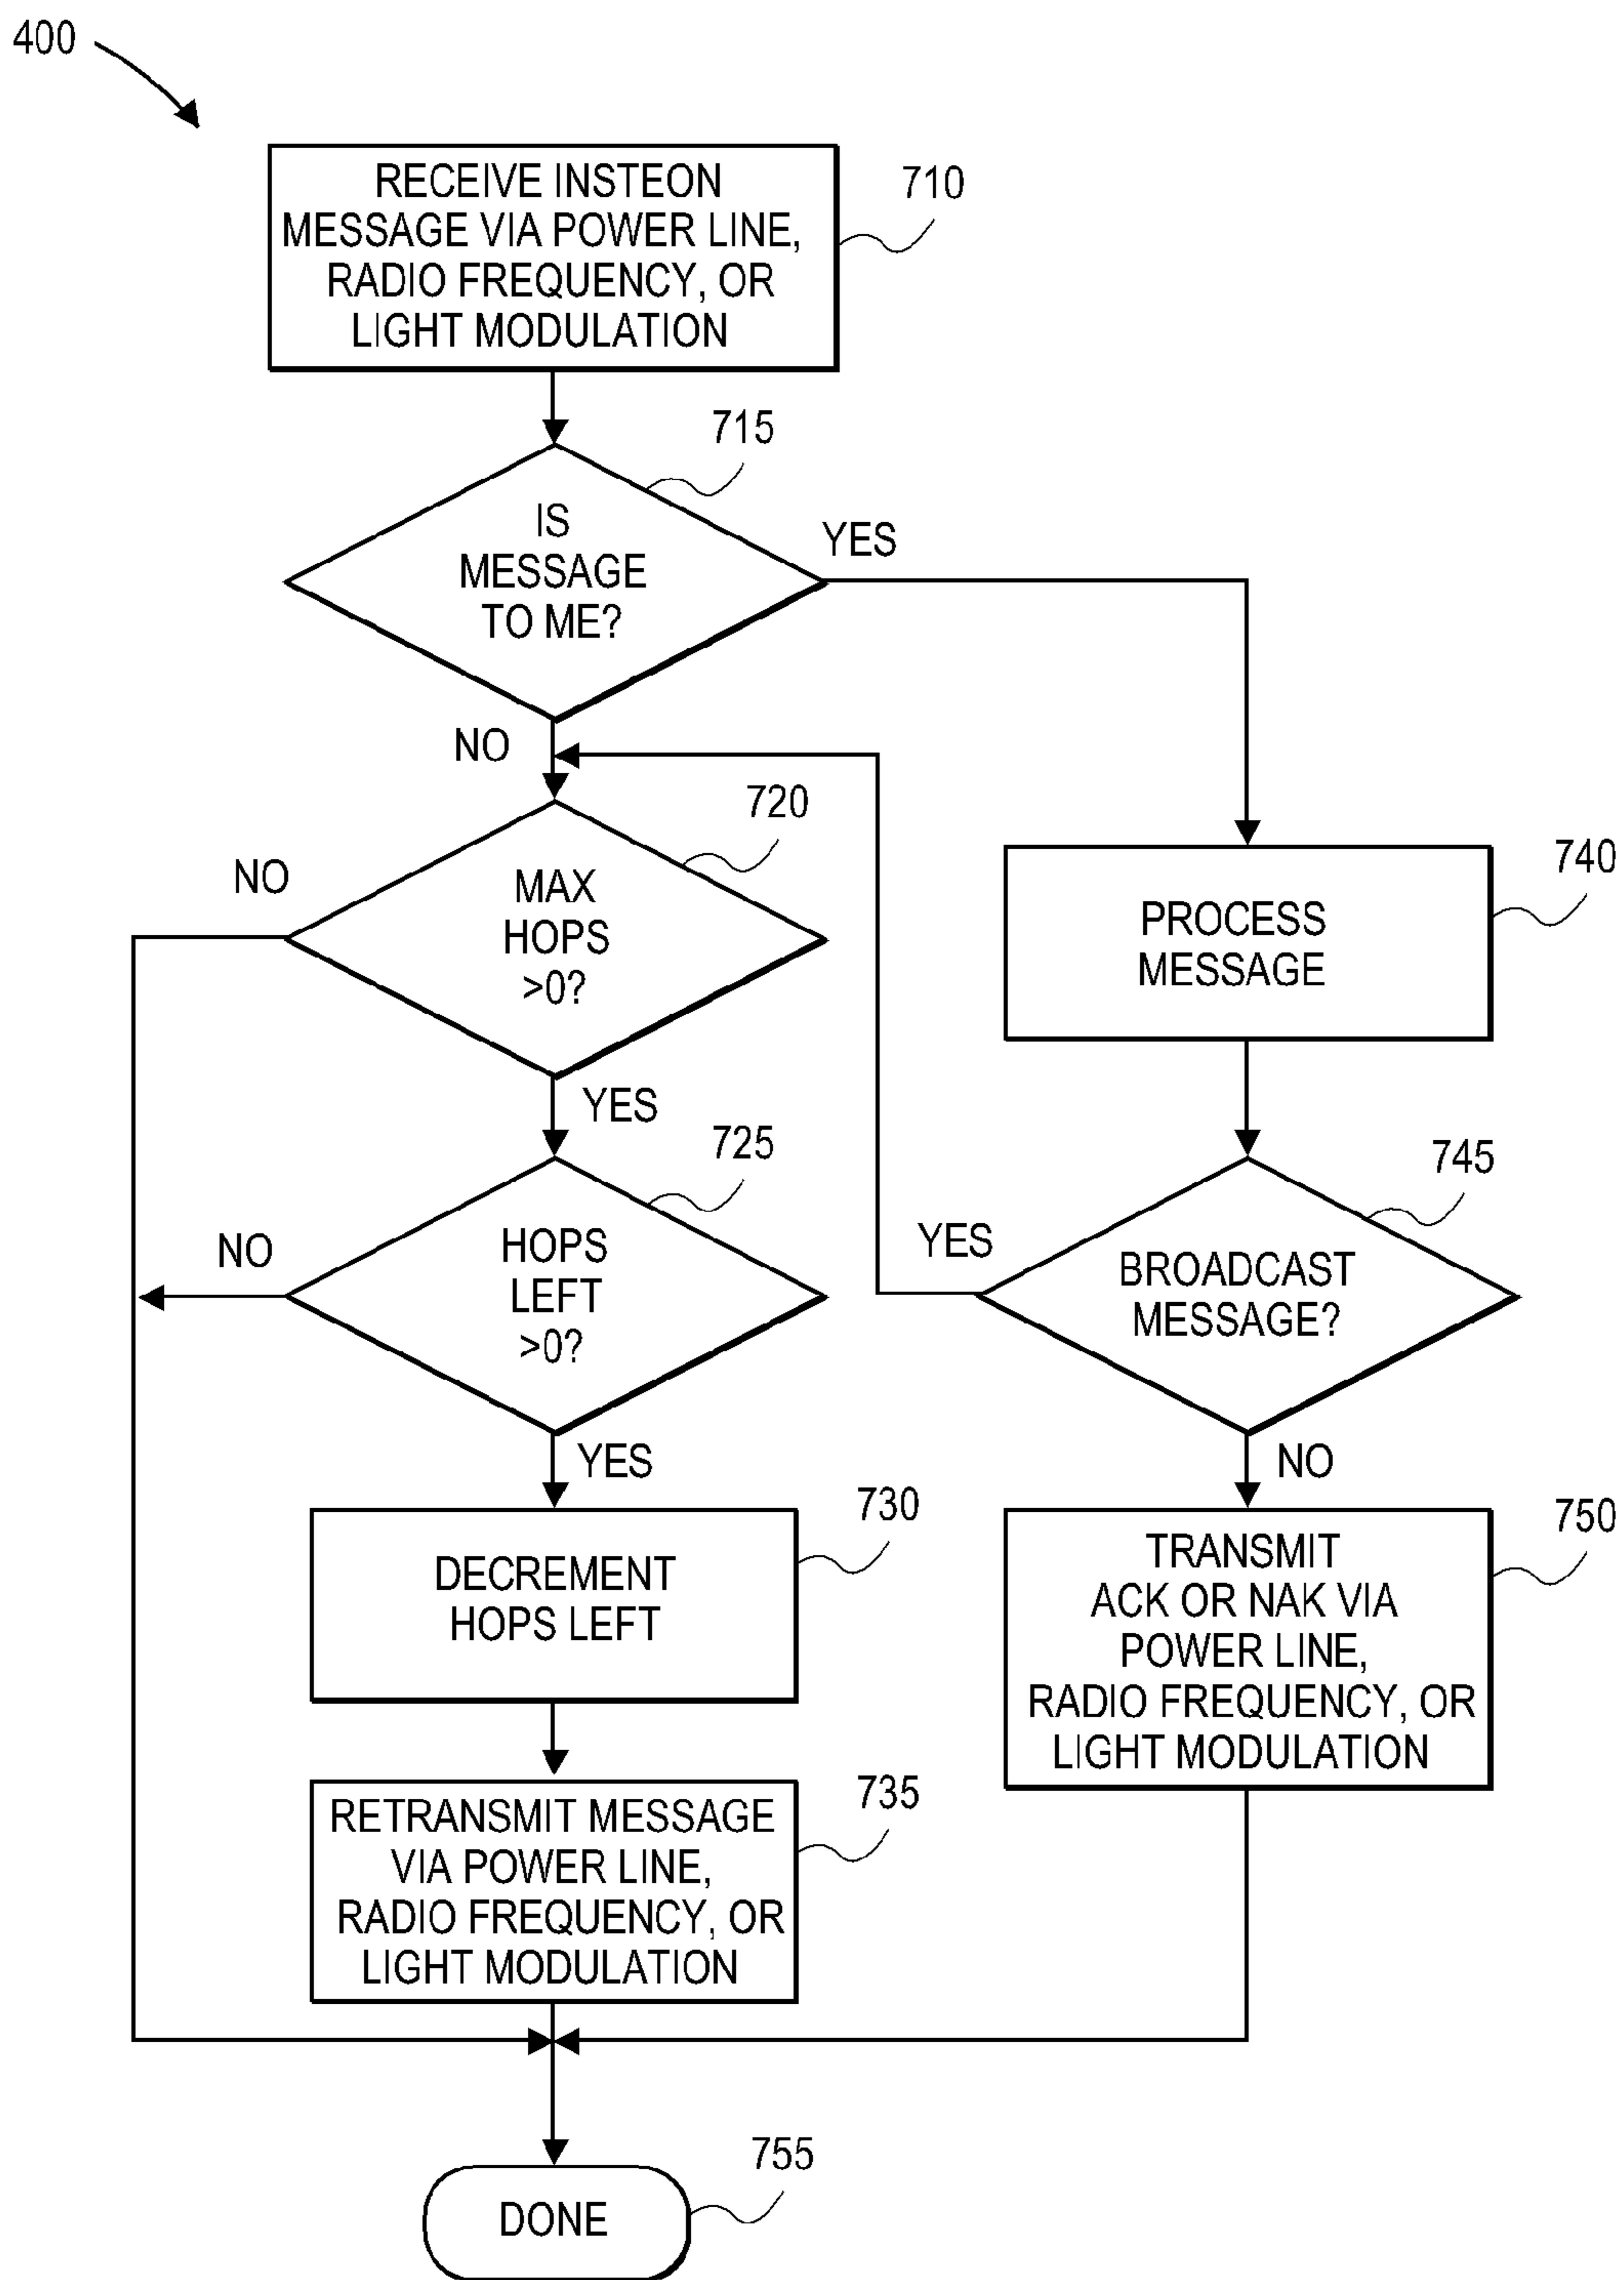 400
RECEIVE INSTEON
MESSAGE VIA POWER LINE,
RADIO FREQUENCY, OR
LIGHT MODULATION
710
715
IS
MESSAGE
TO ME?
YES
NO
720
MAX
HOPS
>0?
NO
YES
740
PROCESS
MESSAGE
725
HOPS
LEFT
>0?
NO
YES
745
BROADCAST
MESSAGE?
YES
NO
730
DECREMENT
HOPS LEFT
750
TRANSMIT
ACK OR NAK VIA
POWER LINE,
RADIO FREQUENCY, OR
LIGHT MODULATION
735
RETRANSMIT MESSAGE
VIA POWER LINE,
RADIO FREQUENCY, OR
LIGHT MODULATION
755
DONE